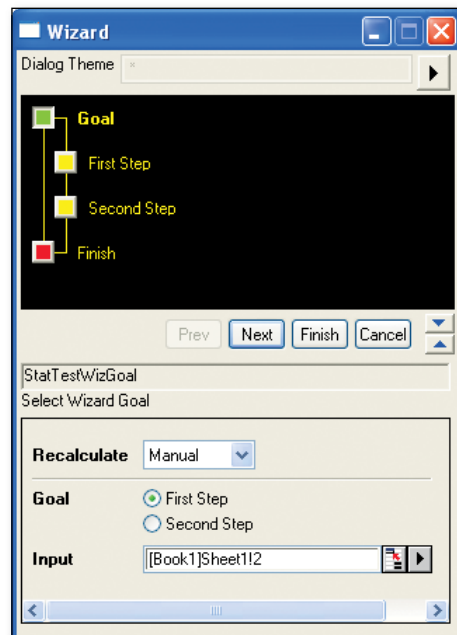 Wizard
Dialog Theme *
Goal
First Step
Second Step
Finish
Prev Next Finish Cancel
StatTestWizGoal
Select Wizard Goal
Recalculate Manual
Goal First Step
Second Step
Input [Book1]Sheet1!2